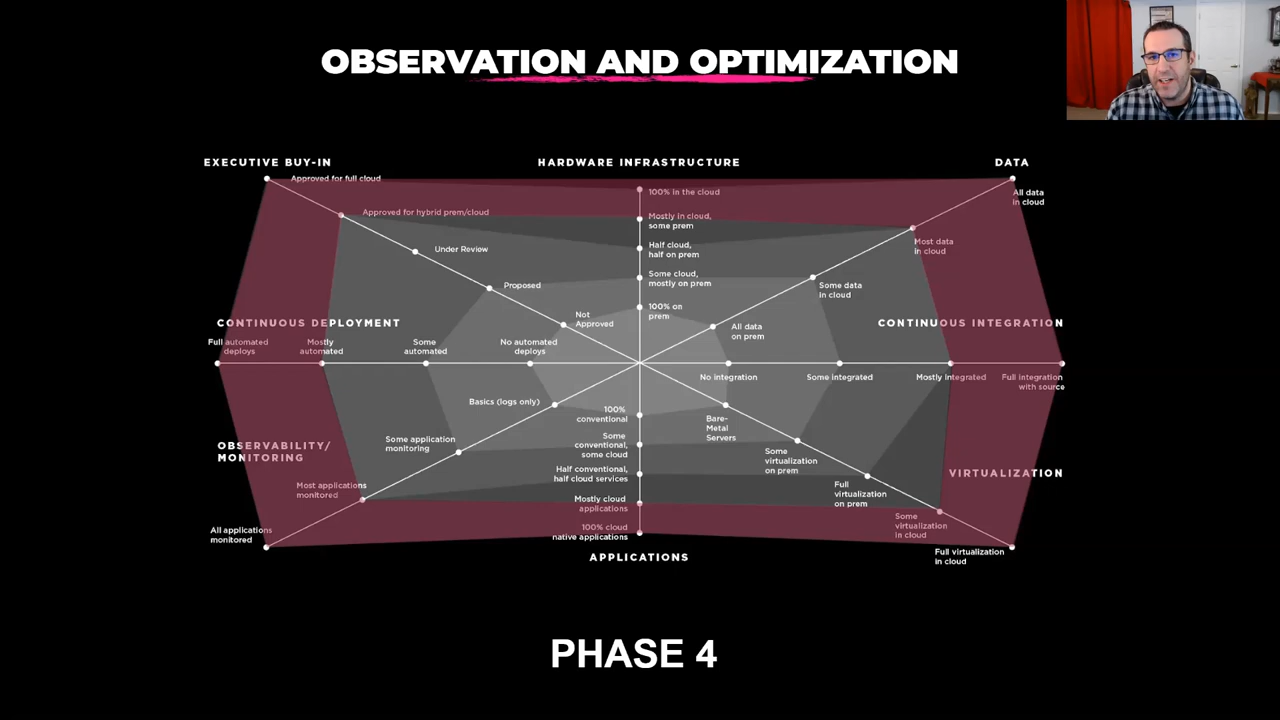 OBSERVATION AND OPTIMIZATION
EXECUTIVE BUY-IN
HARDWARE INFRASTRUCTURE
DATA
Approved for full cloud
100% in the cloud
All data
in cloud
Approved for hybrid prem/cloud
Mostly in cloud,
some prem
Most data
in cloud
Under Review
Half cloud,
half on prem
Proposed
Some cloud,
mostly on prem
Some data
in cloud
Not
Approved
100% on
prem
All data
on prem
CONTINUOUS DEPLOYMENT
CONTINUOUS INTEGRATION
Full automated
deploys
Mostly
automated
Some
automated
No automated
deploys
No integration
Some integrated
Mostly integrated
Full integration
with source
Basics (logs only)
100%
conventional
Bare-
Metal
Servers
Some application
monitoring
Some
conventional,
some cloud
Some
virtualization
on prem
OBSERVABILITY/
MONITORING
Half conventional,
half cloud services
VIRTUALIZATION
Most applications
monitored
Mostly cloud
applications
Full
virtualization
on prem
All applications
monitored
100% cloud
native applications
Some
virtualization
in cloud
Full virtualization
in cloud
APPLICATIONS
PHASE 4